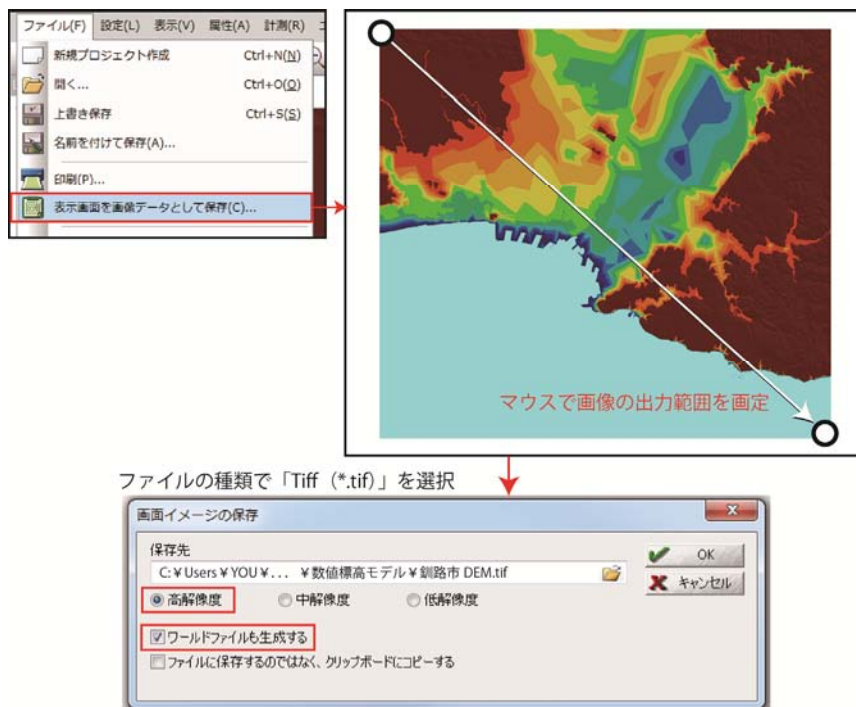 ファイル(F) 設定(L) 表示(V) 属性(A) 計測(R)
新規プロジェクト作成 Ctrl+N(N)
開く... Ctrl+O(O)
上書き保存 Ctrl+S(S)
名前を付けて保存(A)...
印刷(P)...
表示画面を画像データとして保存(C)...
マウスで画像の出力範囲を画定
ファイルの種類で「Tiff（*.tif）」を選択
画面イメージの保存
保存先
C:￥Users￥YOU￥... ￥数値標高モデル￥釧路市 DEM.tif
OK
キャンセル
高解像度 中解像度 低解像度
ワールドファイルも生成する
ファイルに保存するのではなく、クリップボードにコピーする